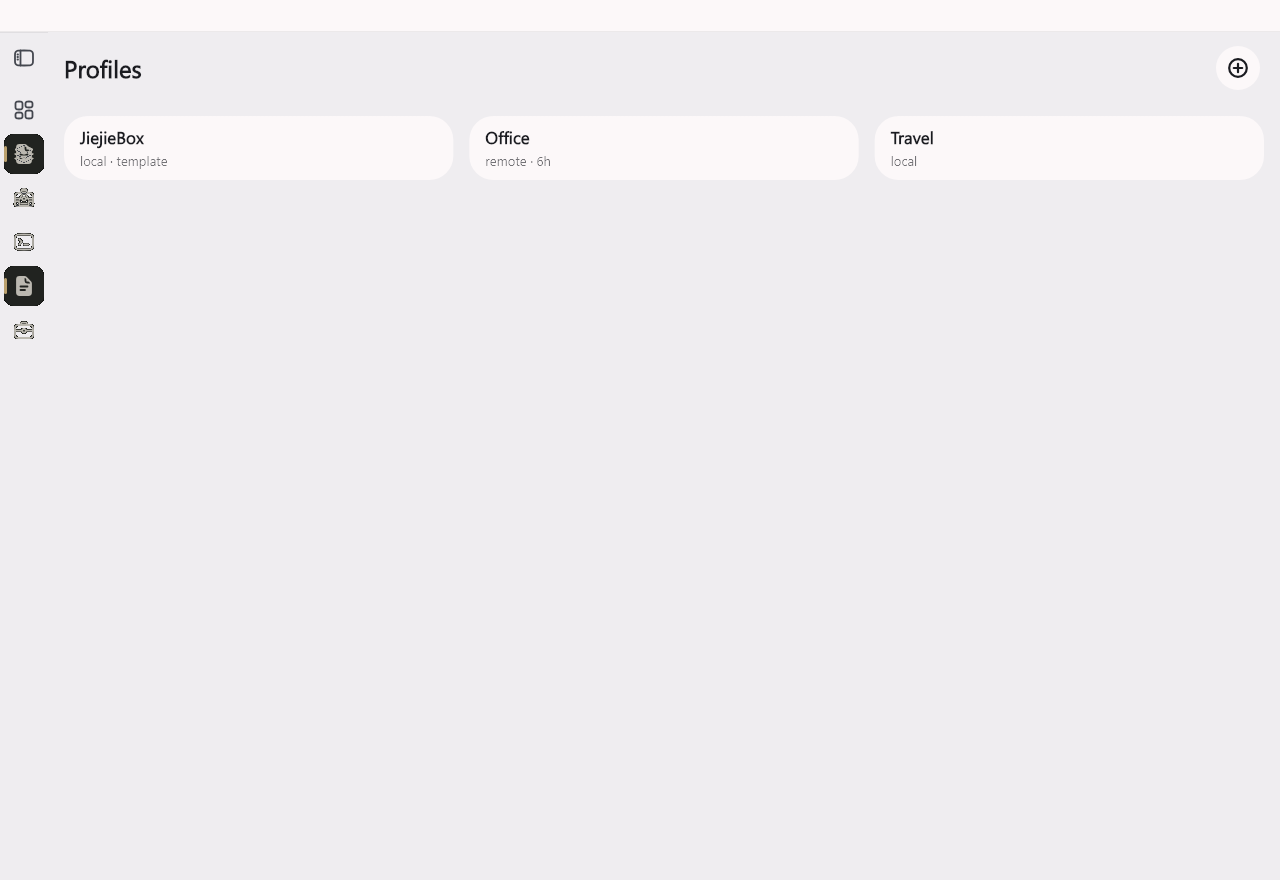 Profiles
JiejieBox
local · template
Office
remote · 6h
Travel
local